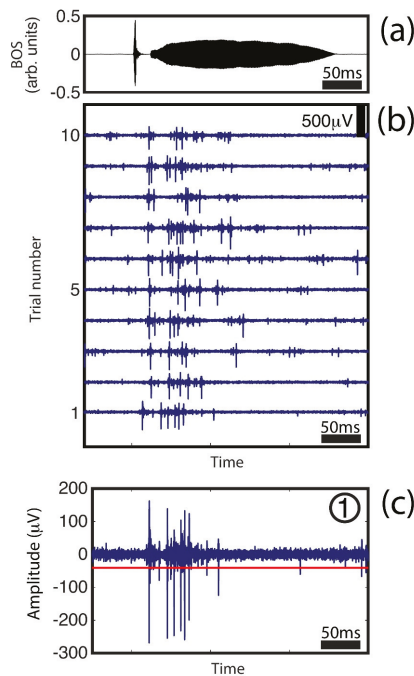 (a)
BOS
(arb. units)
0.5
0
-0.5
50ms
(b)
500μV
Trial number
10
5
1
50ms
Time
(c)
①
Amplitude (μV)
200
100
0
-100
-200
-300
50ms
Time